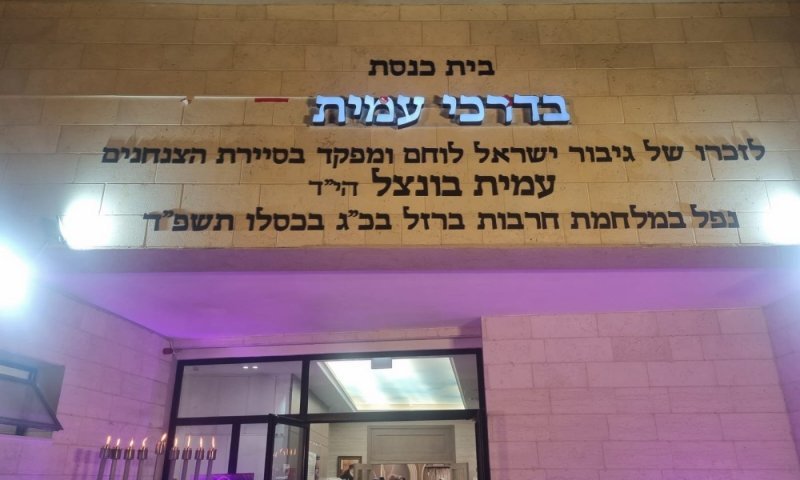 בית כנסת
בדרכי עמית
לזכרו של גיבור ישראל לוחם ומפקד בסיירת הצנחנים
עמית בונצל הי"ד
נפל במלחמת חרבות ברזל בכ"ג בכסלו תשפ"ד